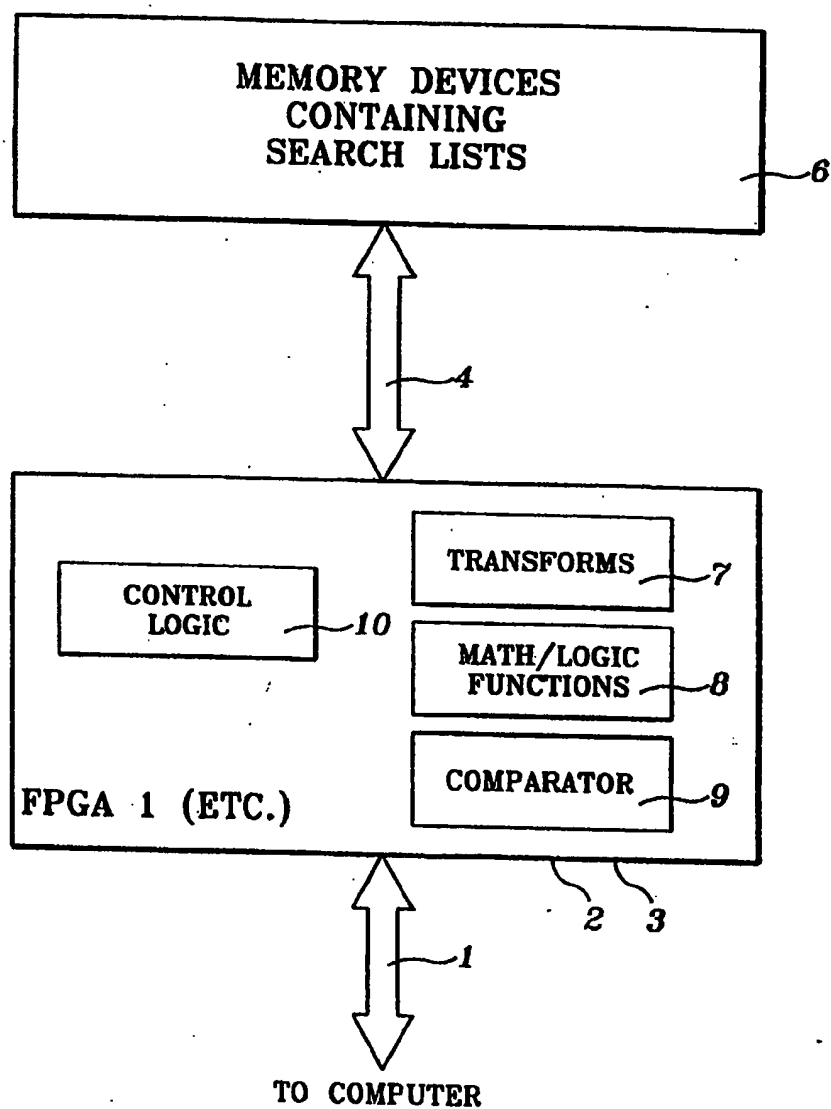 MEMORY DEVICES
CONTAINING
SEARCH LISTS
6
4
TRANSFORMS
7
CONTROL
LOGIC
10
MATH/LOGIC
FUNCTIONS
8
COMPARATOR
9
FPGA 1 (ETC.)
2
3
1
TO COMPUTER